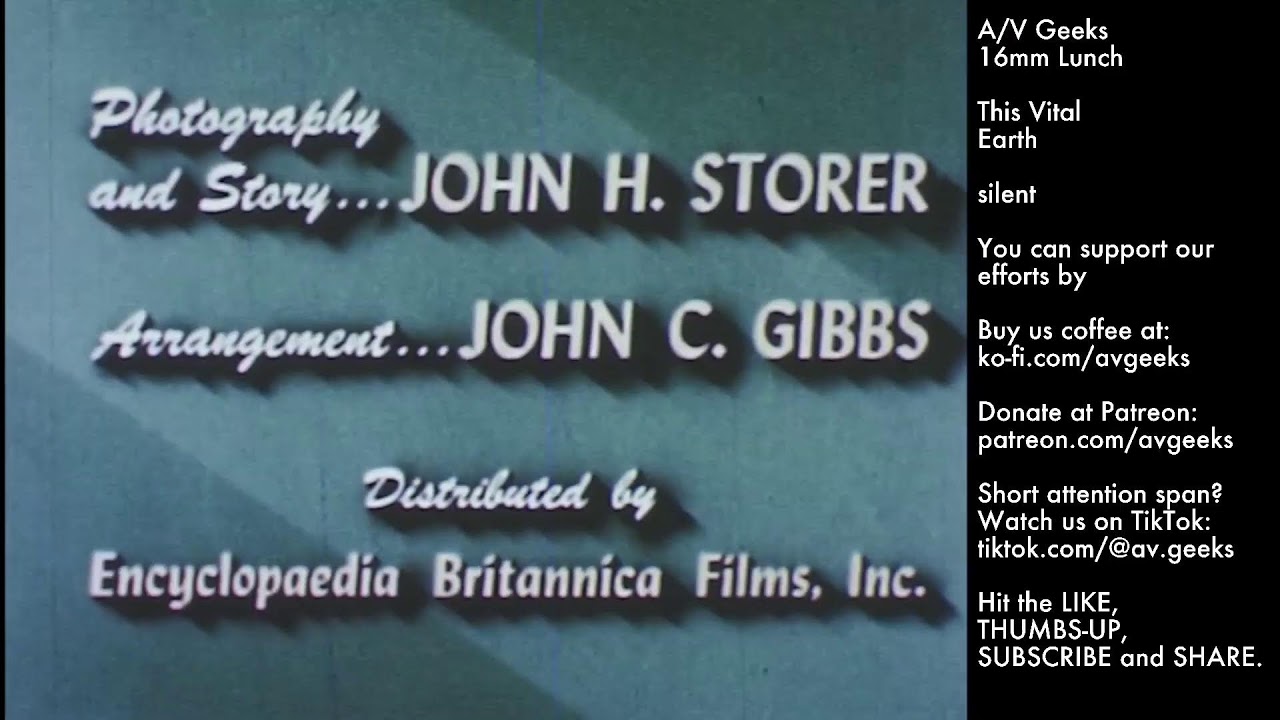 Photography
and Story...JOHN H. STORER
Arrangement...JOHN C. GIBBS
Distributed by
Encyclopaedia Britannica Films, Inc.
A/V Geeks
16mm Lunch
This Vital
Earth
silent
You can support our
efforts by
Buy us coffee at:
ko-fi.com/avgeeks
Donate at Patreon:
patreon.com/avgeeks
Short attention span?
Watch us on TikTok:
tiktok.com/@av.geeks
Hit the LIKE,
THUMBS-UP,
SUBSCRIBE and SHARE.